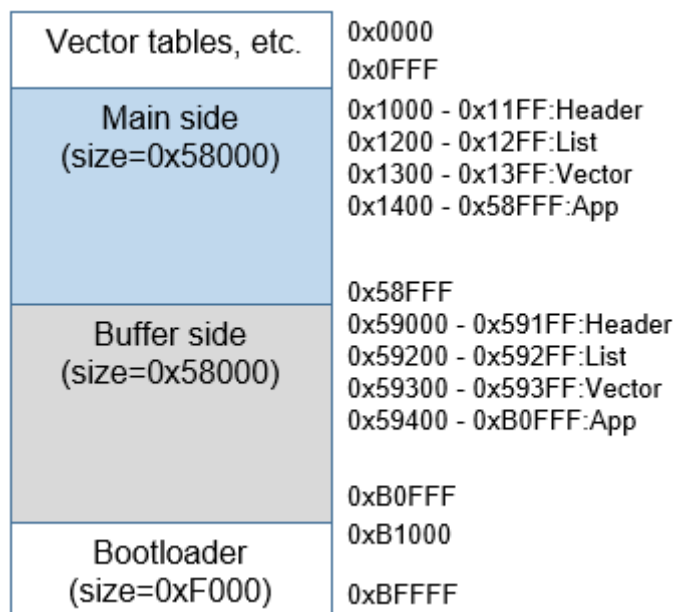 Vector tables, etc.
0x0000
0x0FFF
Main side
(size=0x58000)
0x1000 - 0x11FF:Header
0x1200 - 0x12FF:List
0x1300 - 0x13FF:Vector
0x1400 - 0x58FFF:App
0x58FFF
Buffer side
(size=0x58000)
0x59000 - 0x591FF:Header
0x59200 - 0x592FF:List
0x59300 - 0x593FF:Vector
0x59400 - 0xB0FFF:App
0xB0FFF
0xB1000
Bootloader
(size=0xF000)
0xBFFFF